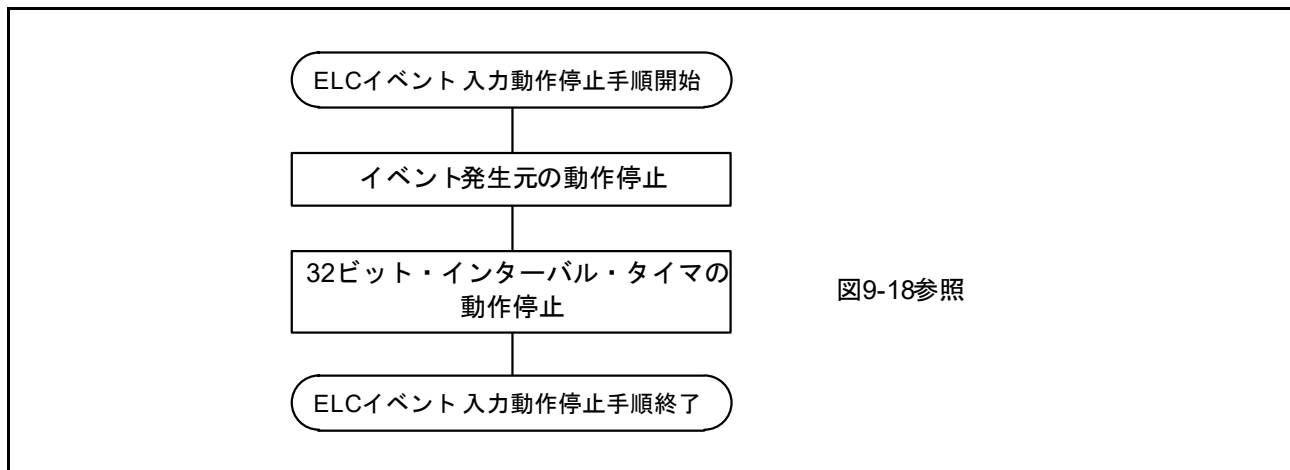 ELCイベント 入力動作停止手順開始
イベント発生元の動作停止
32ビット・インターバル・タイマの
動作停止
図9-18参照
ELCイベント 入力動作停止手順終了